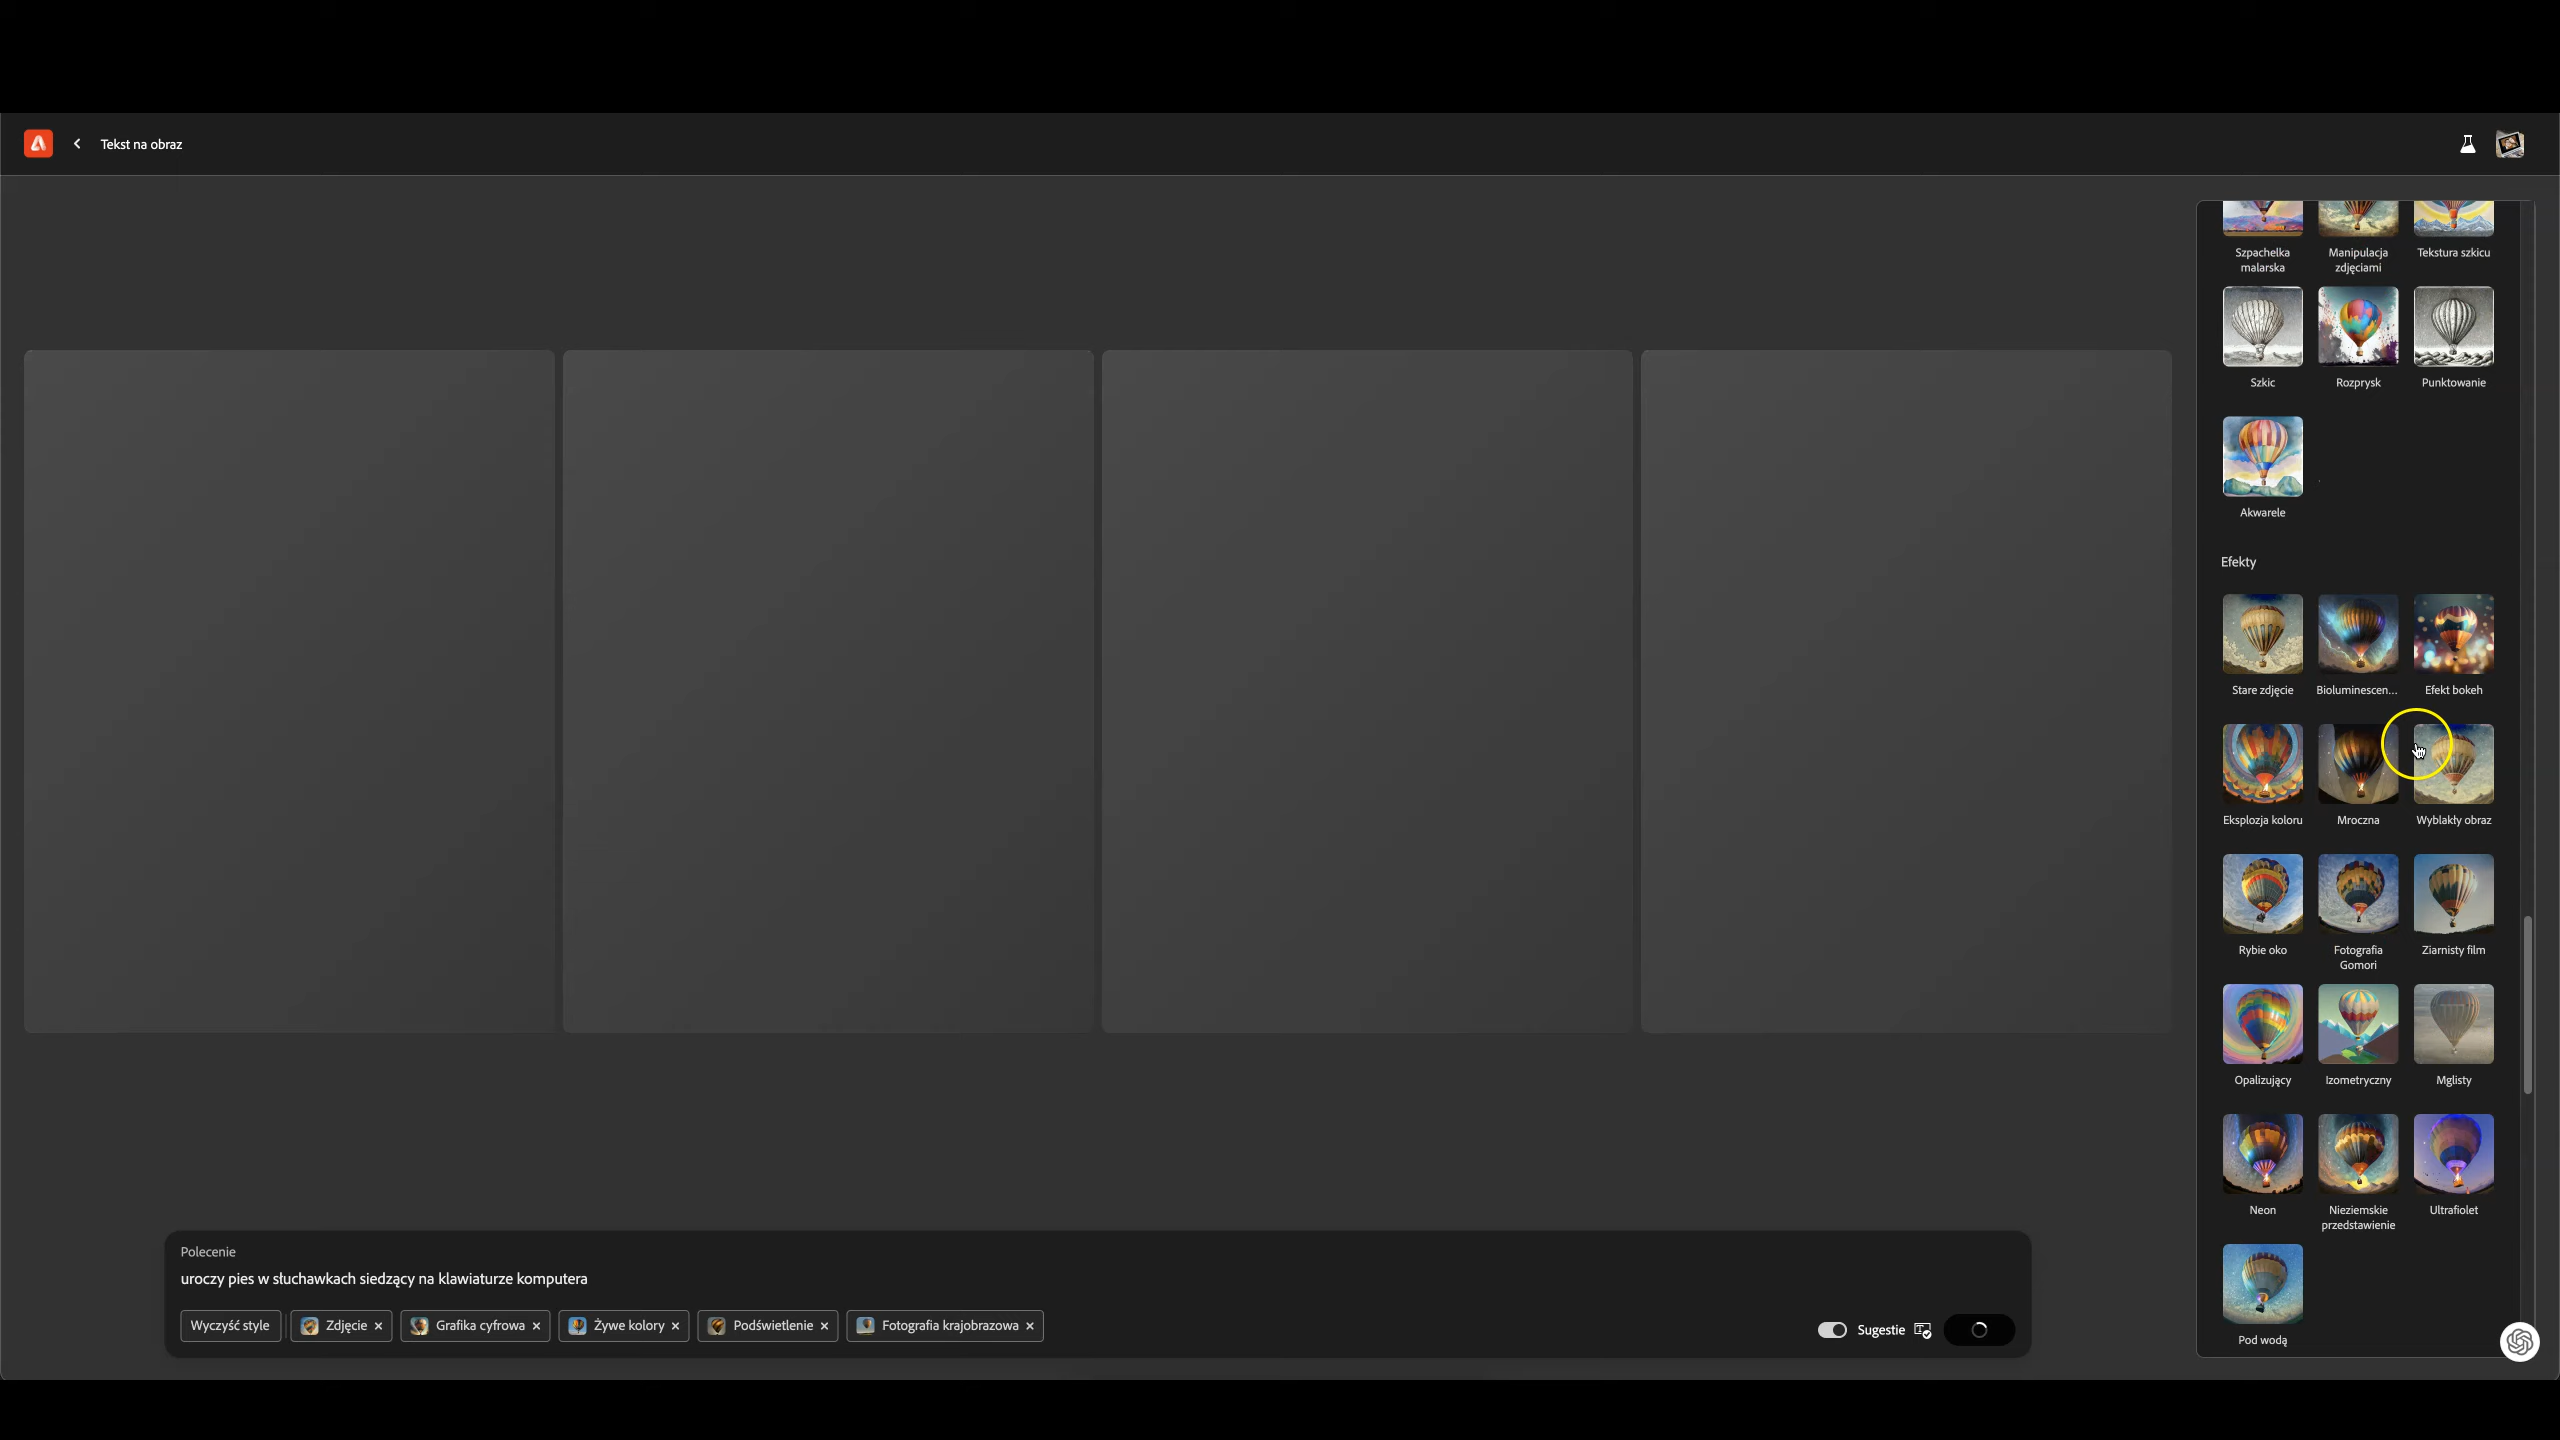 Tekst na obraz
Szpachelka malarska
Manipulacja zdjęciami
Tekstura szkicu
Szkic
Rozprysk
Punktowanie
Akwarele
Efekty
Stare zdjęcie
Bioluminescen...
Efekt bokeh
Eksplozja koloru
Mroczna
Wyblakły obraz
Rybie oko
Fotografia Gomori
Ziarnisty film
Opalizujący
Izometryczny
Mglisty
Neon
Nieziemskie przedstawienie
Ultrafiolet
Pod wodą
Polecenie
uroczy pies w słuchawkach siedzący na klawiaturze komputera
Wyczyść style
Zdjęcie
Grafika cyfrowa
Żywe kolory
Podświetlenie
Fotografia krajobrazowa
Sugestie